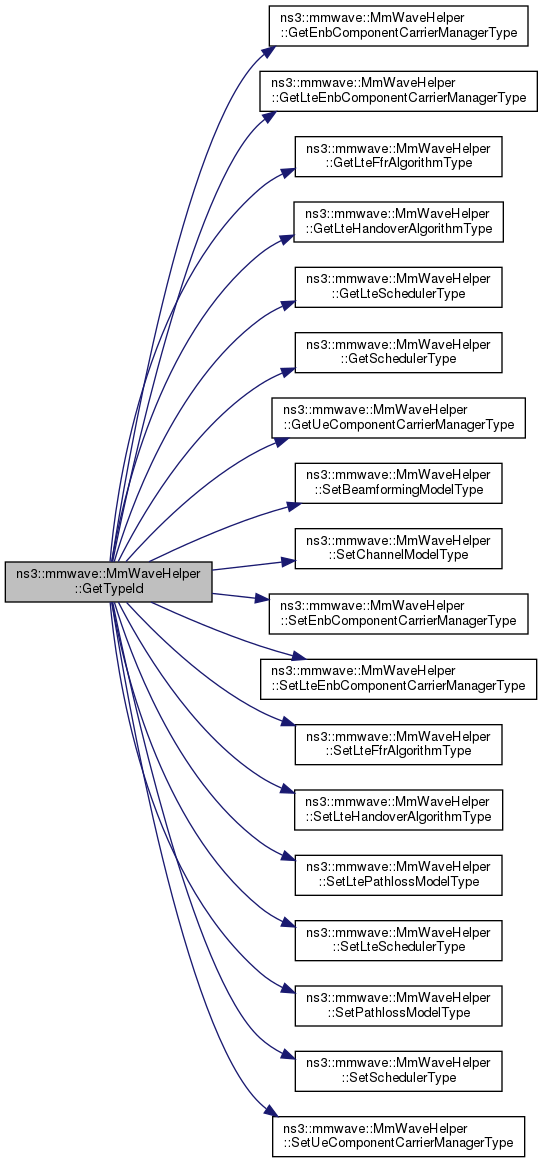 ns3::mmwave::MmWaveHelper
::GetEnbComponentCarrierManagerType
ns3::mmwave::MmWaveHelper
::GetLteEnbComponentCarrierManagerType
ns3::mmwave::MmWaveHelper
::GetLteFfrAlgorithmType
ns3::mmwave::MmWaveHelper
::GetLteHandoverAlgorithmType
ns3::mmwave::MmWaveHelper
::GetLteSchedulerType
ns3::mmwave::MmWaveHelper
::GetSchedulerType
ns3::mmwave::MmWaveHelper
::GetUeComponentCarrierManagerType
ns3::mmwave::MmWaveHelper
::SetBeamformingModelType
ns3::mmwave::MmWaveHelper
::SetChannelModelType
ns3::mmwave::MmWaveHelper
::GetTypeId
ns3::mmwave::MmWaveHelper
::SetEnbComponentCarrierManagerType
ns3::mmwave::MmWaveHelper
::SetLteEnbComponentCarrierManagerType
ns3::mmwave::MmWaveHelper
::SetLteFfrAlgorithmType
ns3::mmwave::MmWaveHelper
::SetLteHandoverAlgorithmType
ns3::mmwave::MmWaveHelper
::SetLtePathlossModelType
ns3::mmwave::MmWaveHelper
::SetLteSchedulerType
ns3::mmwave::MmWaveHelper
::SetPathlossModelType
ns3::mmwave::MmWaveHelper
::SetSchedulerType
ns3::mmwave::MmWaveHelper
::SetUeComponentCarrierManagerType